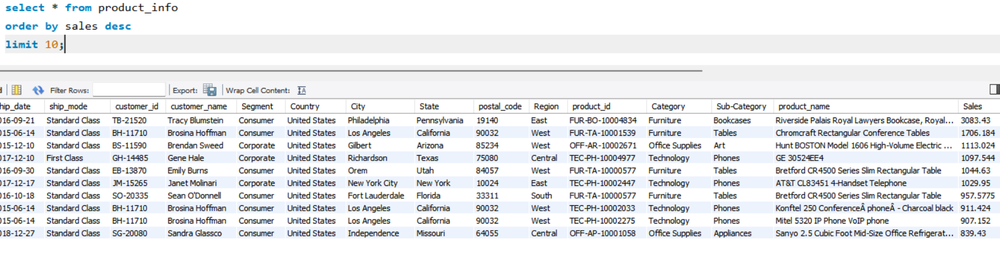 select * from product_info
order by sales desc
limit 10;
Filter Rows: Export: Wrap Cell Content: IA
hip_date ship_mode customer_id customer_name Segment Country City State postal_code Region product_id Category Sub-Category product_name Sales
016-09-21 Standard Class TB-21520 Tracy Blumstein Consumer United States Philadelphia Pennsylvania 19140 East FUR-BO-10004834 Furniture Bookcases Riverside Palais Royal Lawyers Bookcase, Royal... 3083.43
015-06-14 Standard Class BH-11710 Brosina Hoffman Consumer United States Los Angeles California 90032 West FUR-TA-10001539 Furniture Tables Chromcraft Rectangular Conference Tables 1706.184
015-12-10 Standard Class BS-11590 Brendan Sweed Corporate United States Gilbert Arizona 85234 West OFF-AR-10002671 Office Supplies Art Hunt BOSTON Model 1606 High-Volume Electric ... 1113.024
017-12-10 First Class GH-14485 Gene Hale Corporate United States Richardson Texas 75080 Central TEC-PH-10004977 Technology Phones GE 30524EE4 1097.544
016-09-30 Standard Class EB-13870 Emily Burns Consumer United States Orem Utah 84057 West FUR-TA-10000577 Furniture Tables Bretford CR4500 Series Slim Rectangular Table 1044.63
017-12-17 Standard Class JM-15265 Janet Molinari Corporate United States New York City New York 10024 East TEC-PH-10002447 Technology Phones AT&T CL83451 4-Handset Telephone 1029.95
016-10-18 Standard Class SO-20335 Sean O'Donnell Consumer United States Fort Lauderdale Florida 33311 South FUR-TA-10000577 Furniture Tables Bretford CR4500 Series Slim Rectangular Table 957.5775
015-06-14 Standard Class BH-11710 Brosina Hoffman Consumer United States Los Angeles California 90032 West TEC-PH-10002033 Technology Phones Konftel 250 ConferenceÂ phoneÂ - Charcoal black 911.424
015-06-14 Standard Class BH-11710 Brosina Hoffman Consumer United States Los Angeles California 90032 West TEC-PH-10002275 Technology Phones Mitel 5320 IP Phone VoIP phone 907.152
018-12-27 Standard Class SG-20080 Sandra Glassco Consumer United States Independence Missouri 64055 Central OFF-AP-10001058 Office Supplies Appliances Sanyo 2.5 Cubic Foot Mid-Size Office Refrigerat... 839.43